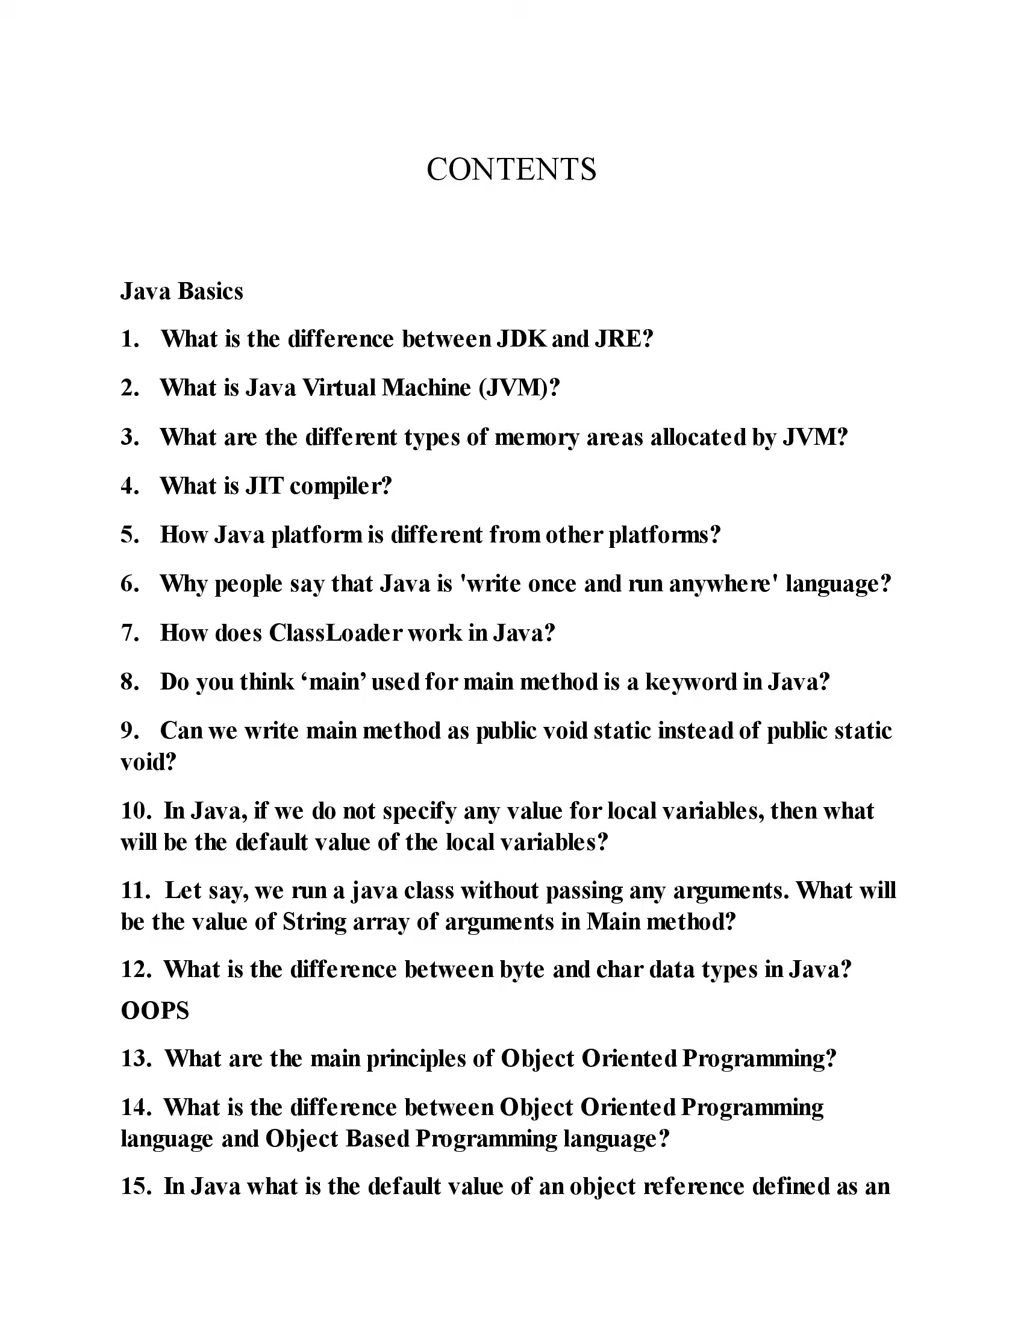 CONTENTS
Java Basics
1. What is the difference between JDK and JRE?
2. What is Java Virtual Machine (JVM)?
3. What are the different types of memory areas allocated by JVM?
4. What is JIT compiler?
5. How Java platform is different from other platforms?
6. Why people say that Java is 'write once and run anywhere' language?
7. How does ClassLoader work in Java?
8. Do you think ‘main’ used for main method is a keyword in Java?
9. Can we write main method as public void static instead of public static
void?
10. In Java, if we do not specify any value for local variables, then what
will be the default value of the local variables?
11. Let say, we run a java class without passing any arguments. What will
be the value of String array of arguments in Main method?
12. What is the difference between byte and char data types in Java?
OOPS
13. What are the main principles of Object Oriented Programming?
14. What is the difference between Object Oriented Programming
language and Object Based Programming language?
15. In Java what is the default value of an object reference defined as an